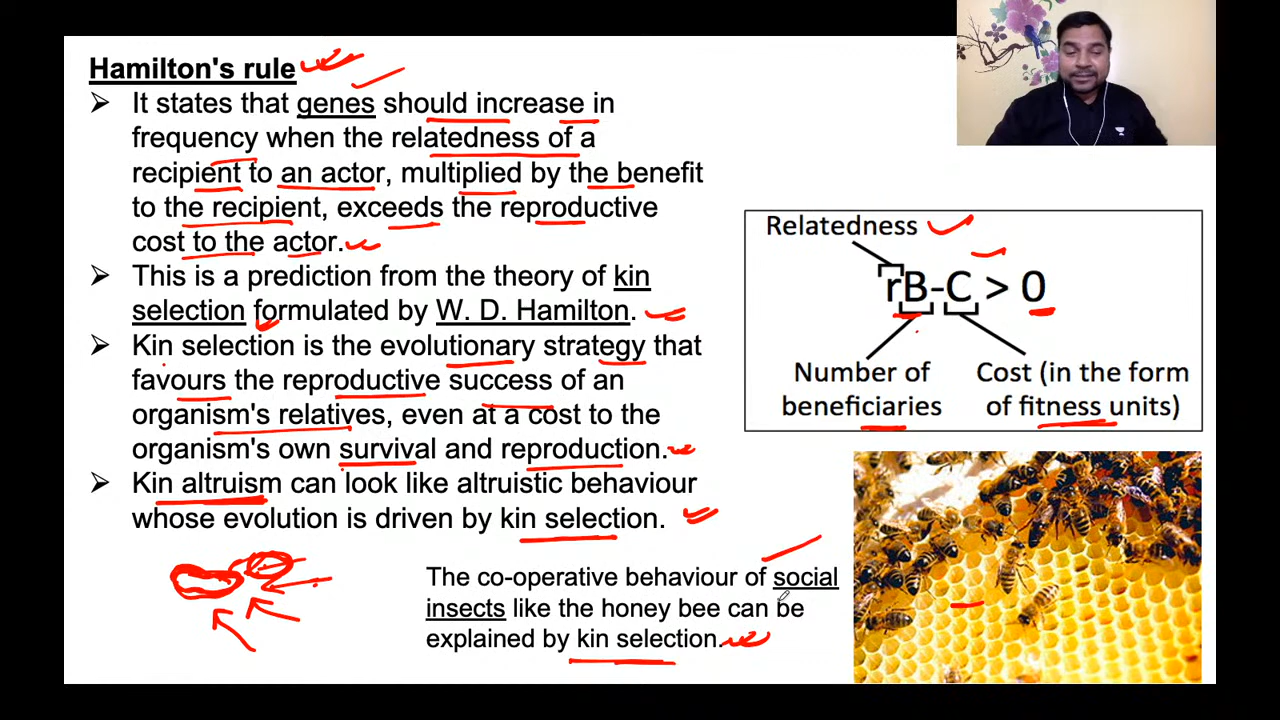 Hamilton's rule
➢ It states that genes should increase in
frequency when the relatedness of a
recipient to an actor, multiplied by the benefit
to the recipient, exceeds the reproductive
cost to the actor.
➢ This is a prediction from the theory of kin
selection formulated by W. D. Hamilton.
➢ Kin selection is the evolutionary strategy that
favours the reproductive success of an
organism's relatives, even at a cost to the
organism's own survival and reproduction.
➢ Kin altruism can look like altruistic behaviour
whose evolution is driven by kin selection.
Relatedness
rB-C > 0
Number of
beneficiaries
Cost (in the form
of fitness units)
The co-operative behaviour of social
insects like the honey bee can be
explained by kin selection.